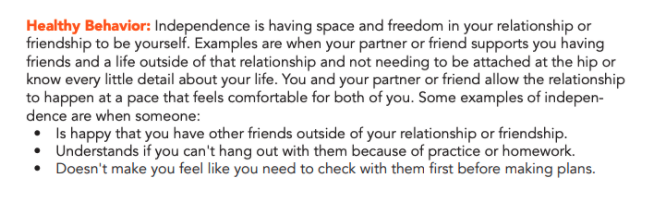 Healthy Behavior: Independence is having space and freedom in your relationship or
friendship to be yourself. Examples are when your partner or friend supports you having
friends and a life outside of that relationship and not needing to be attached at the hip or
know every little detail about your life. You and your partner or friend allow the relationship
to happen at a pace that feels comfortable for both of you. Some examples of indepen-
dence are when someone:
• Is happy that you have other friends outside of your relationship or friendship.
• Understands if you can't hang out with them because of practice or homework.
• Doesn't make you feel like you need to check with them first before making plans.